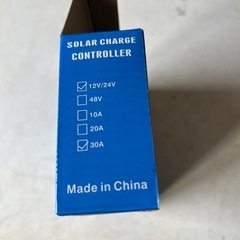 SOLAR CHARGE
CONTROLLER
12V/24V
48V
10A
20A
30A
Made in China